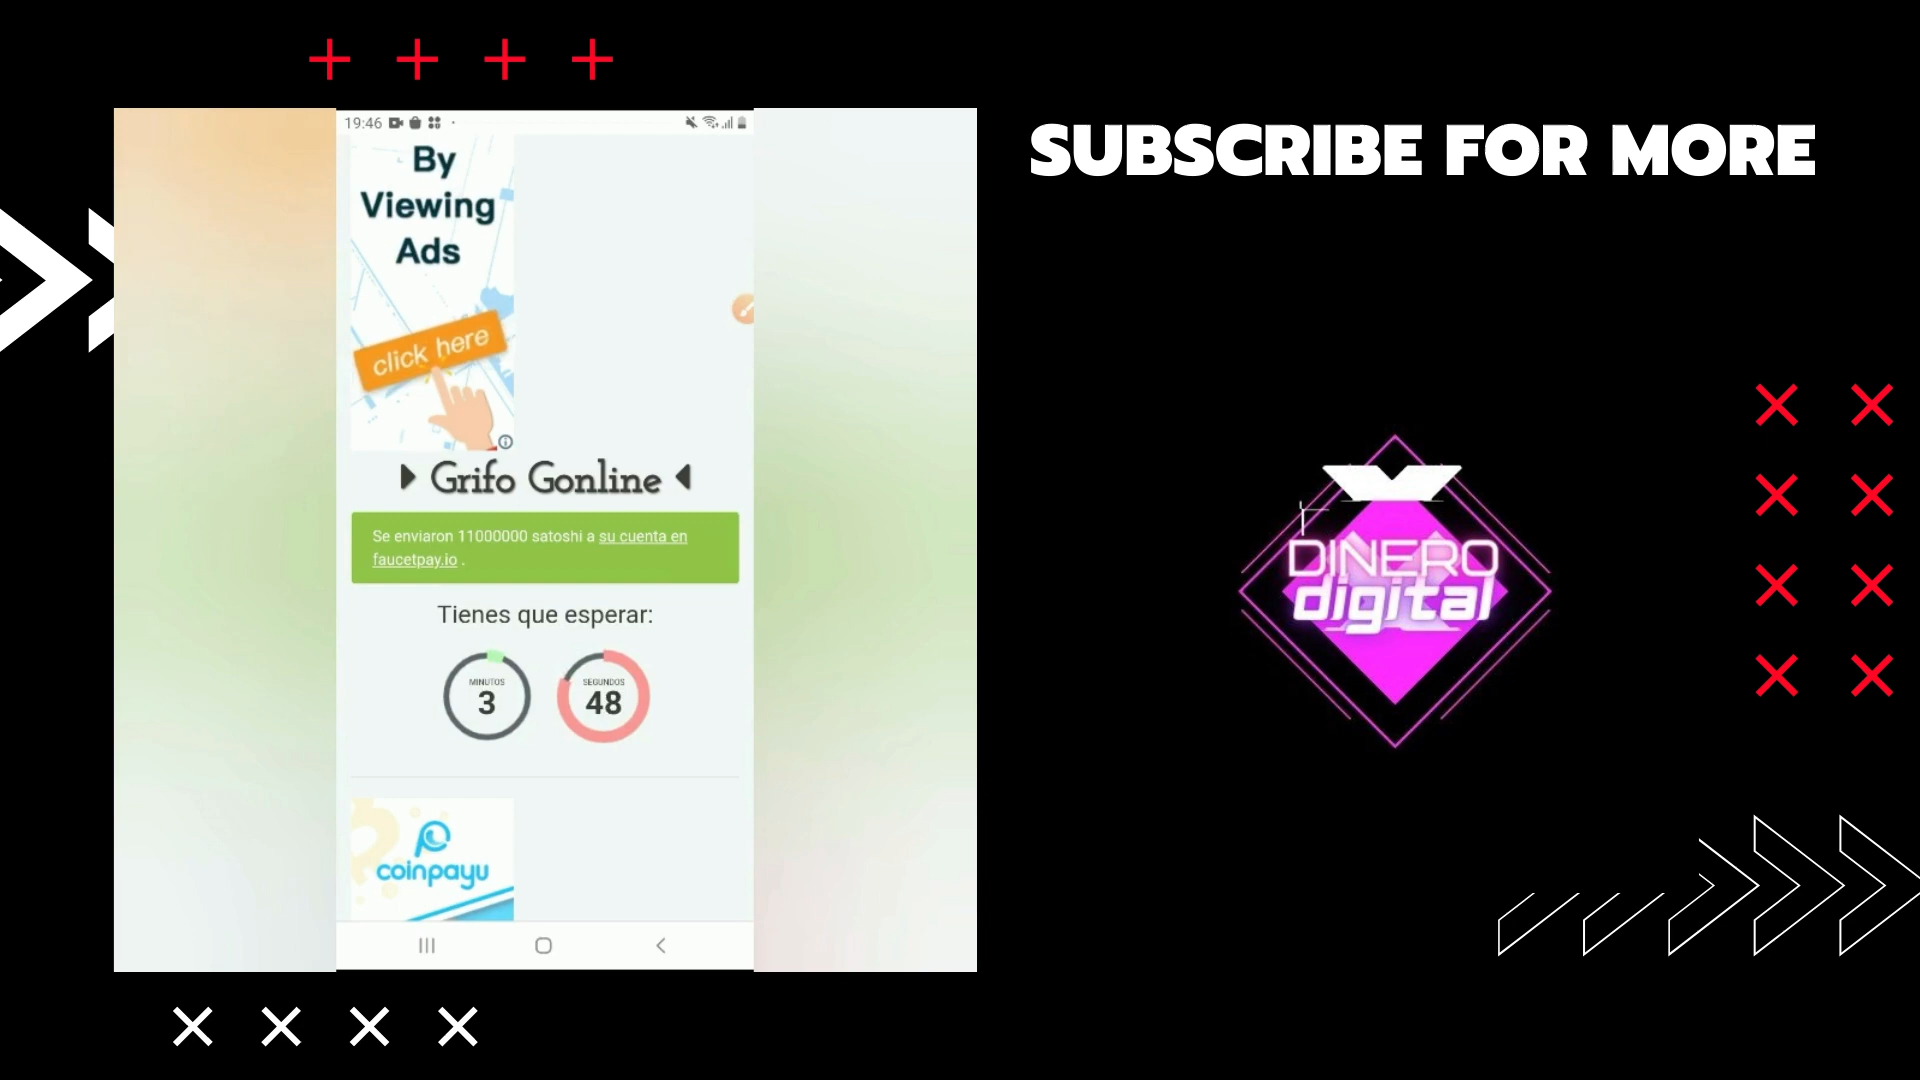 SUBSCRIBE FOR MORE
19:46
By
Viewing
Ads
click here
Grifo Gonline
Se enviaron 11000000 satoshi a su cuenta en
faucetpay.io .
Tienes que esperar:
MINUTOS
3
SEGUNDOS
48
coinpayu
DINERO
digital